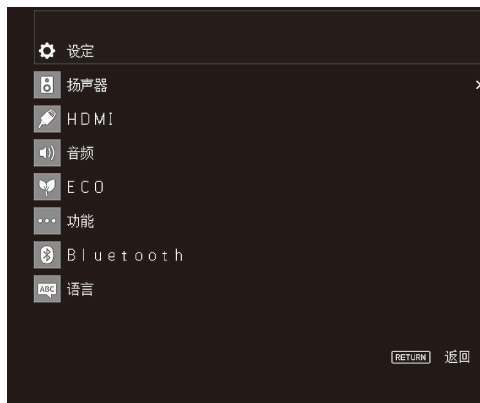 设定
扬声器
HDMI
音频
ECO
功能
Bluetooth
ABC 语言
RETURN 返回